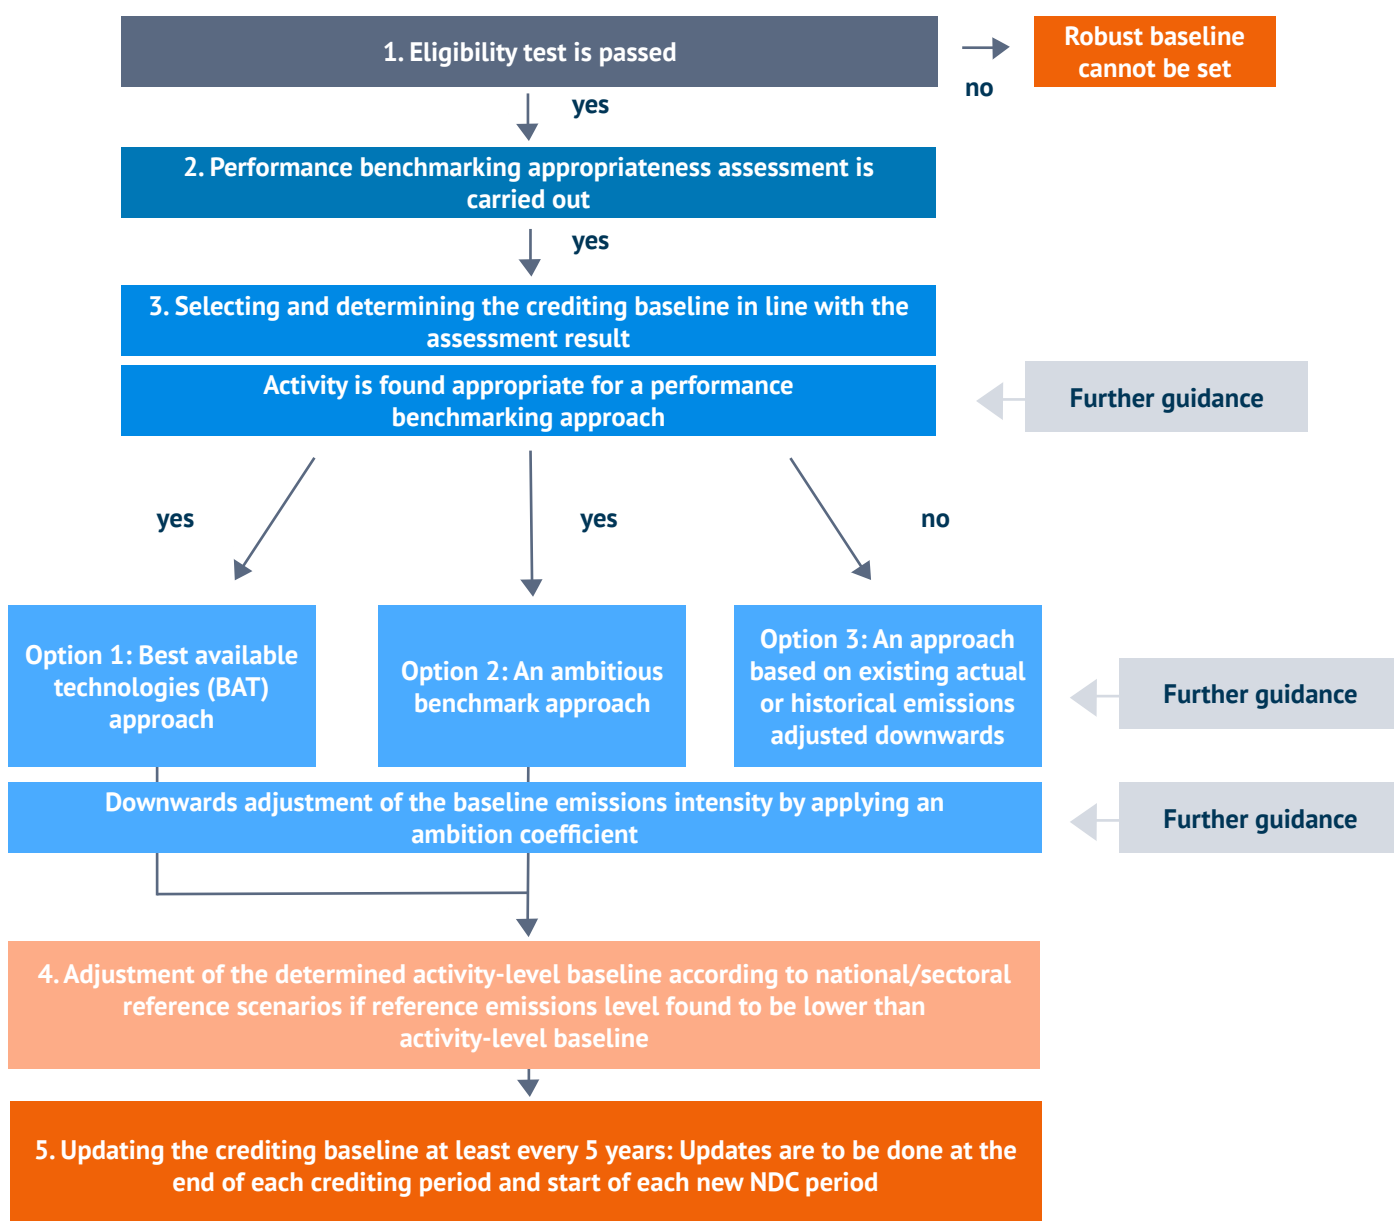 1. Eligibility test is passed
Robust baseline
cannot be set
no
yes
2. Performance benchmarking appropriateness assessment is
carried out
yes
3. Selecting and determining the crediting baseline in line with the
assessment result
Activity is found appropriate for a performance
benchmarking approach
Further guidance
yes
yes
no
Option 1: Best available
technologies (BAT)
approach
Option 2: An ambitious
benchmark approach
Option 3: An approach
based on existing actual
or historical emissions
adjusted downwards
Further guidance
Downwards adjustment of the baseline emissions intensity by applying an
ambition coefficient
Further guidance
4. Adjustment of the determined activity-level baseline according to national/sectoral
reference scenarios if reference emissions level found to be lower than
activity-level baseline
5. Updating the crediting baseline at least every 5 years: Updates are to be done at the
end of each crediting period and start of each new NDC period